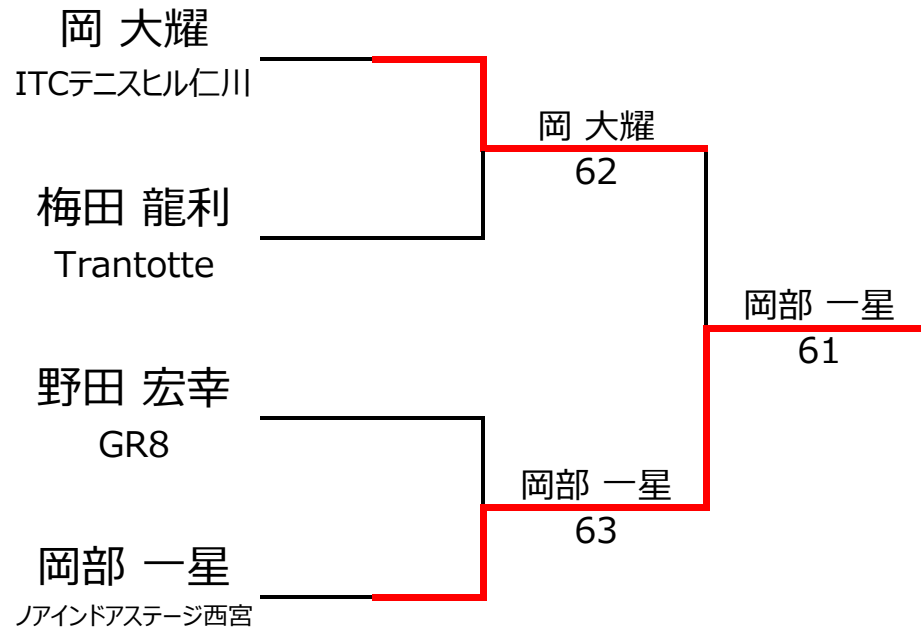 岡 大耀
ITCテニスヒル仁川
岡 大耀
62
梅田 龍利
Trantotte
岡部 一星
61
野田 宏幸
GR8
岡部 一星
63
岡部 一星
ノアインドアステージ西宮